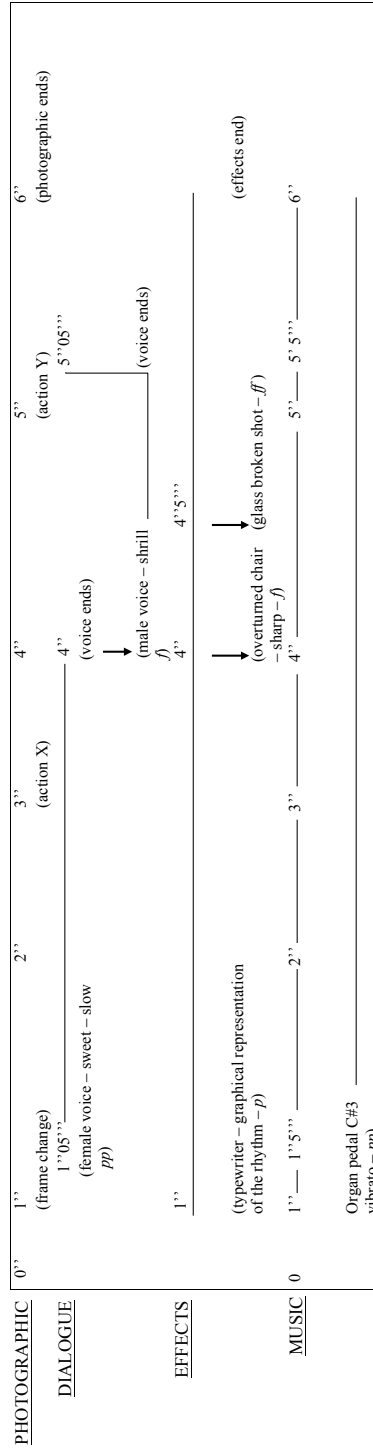 PHOTOGRAPHIC 0’’ 1’’ 2’’ 3’’ 4’’ 5’’ 6’’
(frame change) (action X) (action Y) (photographic ends)
DIALOGUE 1’’05’’’ 4’’ 5’’05’’’
(female voice – sweet – slow (voice ends)
pp)
(male voice – shrill (voice ends)
f)
EFFECTS 1’’ 4’’ 4’’5’’’
(typewriter – graphical representation (overturned chair (glass broken shot – ff ) (effects end)
of the rhythm – p) – sharp – f)
MUSIC 0 1’’ 1’’5’’’ 2’’ 3’’ 4’’ 5’’ 5’ 5’’’ 6’’
Organ pedal C#3
vibrato – pp)